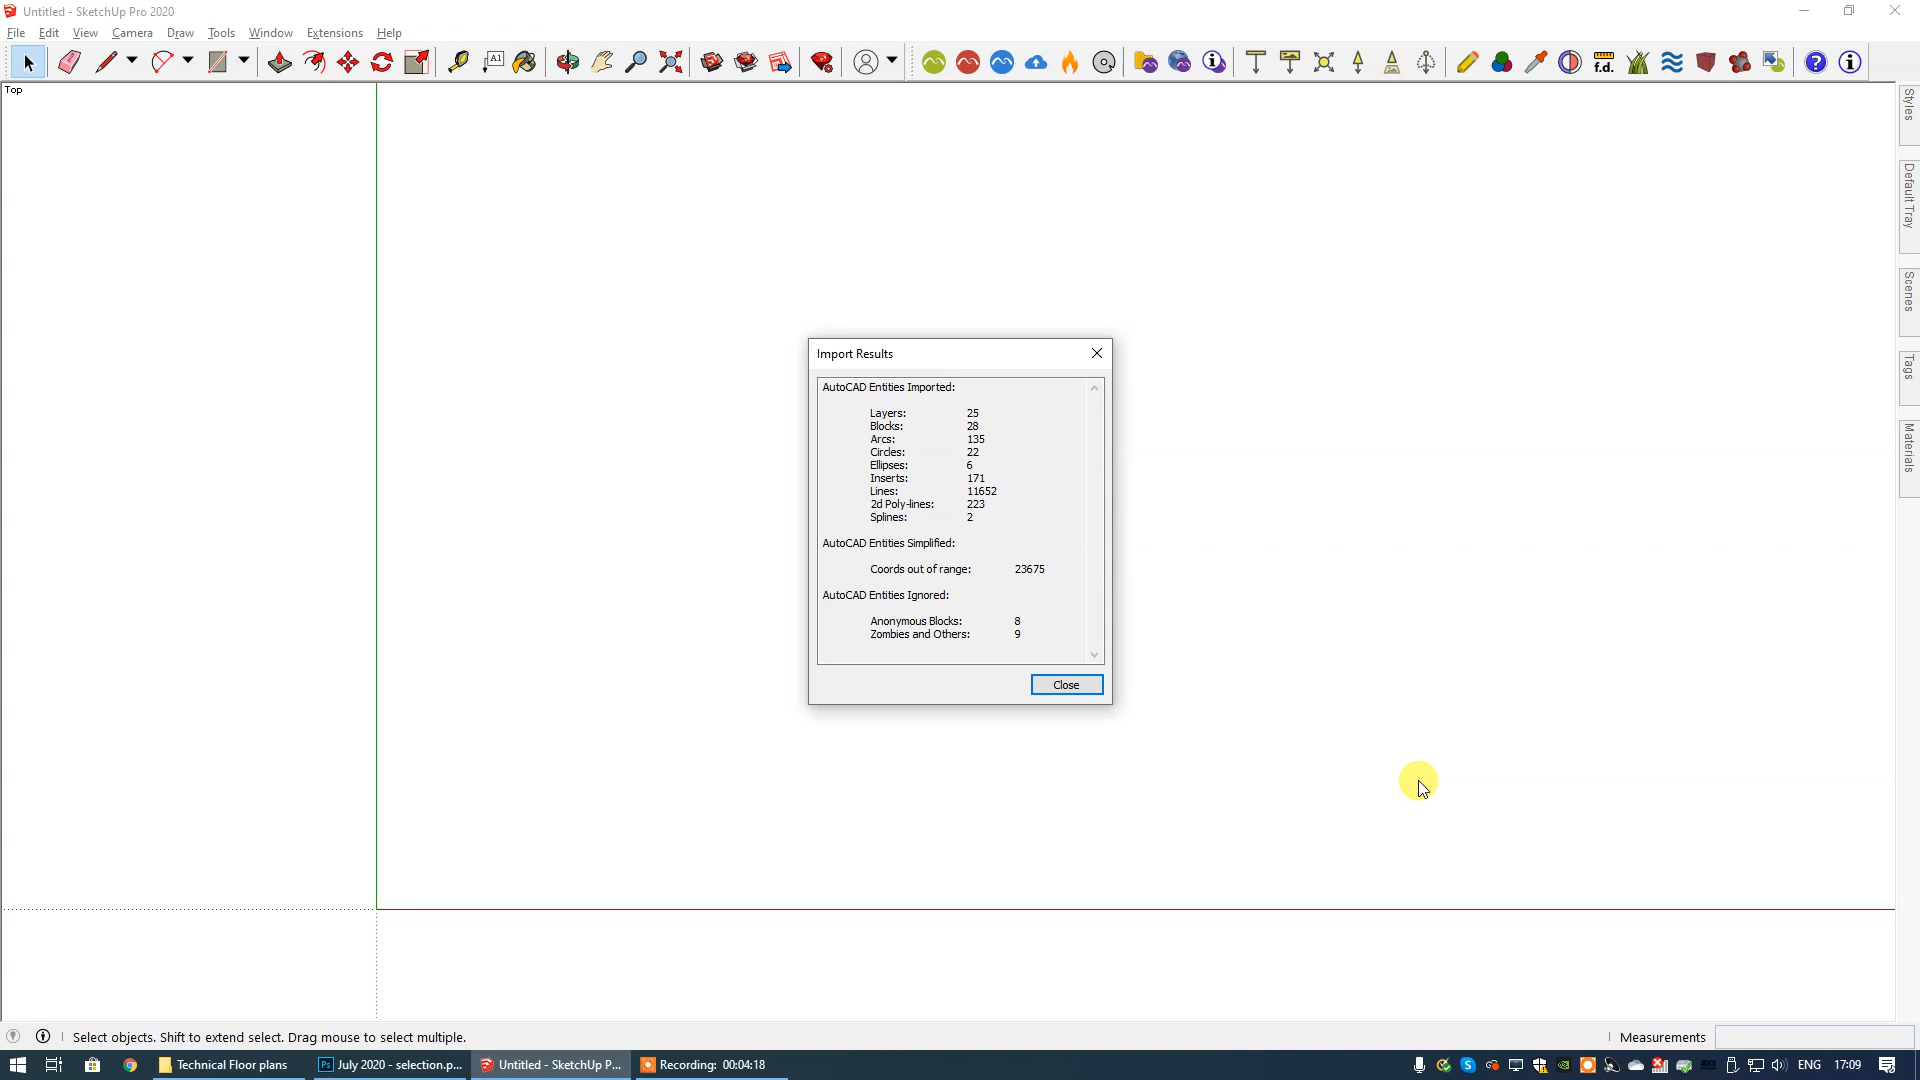 Untitled - SketchUp Pro 2020
File Edit View Camera Draw Tools Window Extensions Help
A1
f.d.
Top
Styles
Default Tray
Scenes
Tags
Materials
Import Results
AutoCAD Entities Imported:
Layers: 25
Blocks: 28
Arcs: 135
Circles: 22
Ellipses: 6
Inserts: 171
Lines: 11652
2d Poly-lines: 223
Splines: 2
AutoCAD Entities Simplified:
Coords out of range: 23675
AutoCAD Entities Ignored:
Anonymous Blocks: 8
Zombies and Others: 9
Close
Select objects. Shift to extend select. Drag mouse to select multiple.
Measurements
Technical Floor plans
Ps July 2020 - selection.p...
Untitled - SketchUp P...
Recording: 00:04:18
ENG 17:09